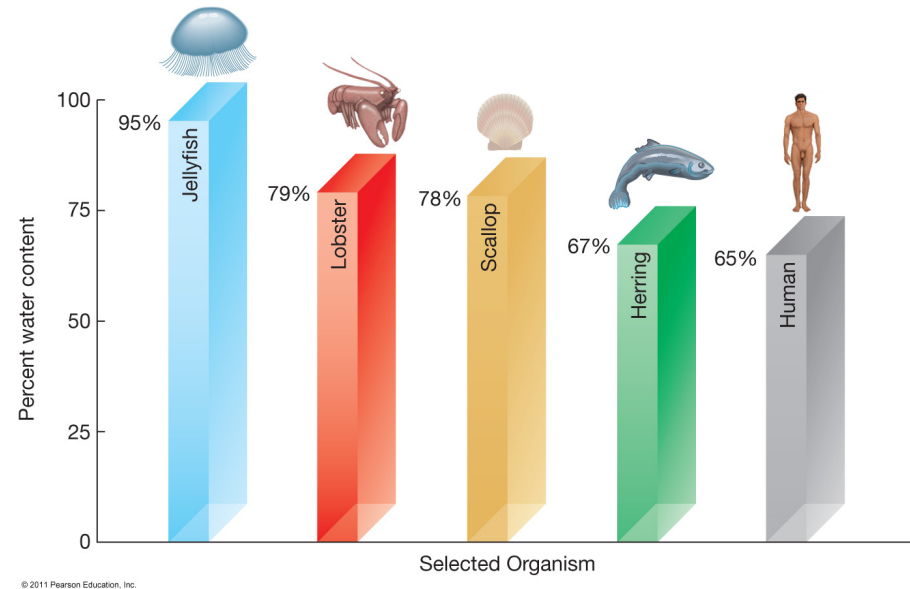 100
75
50
25
0
Percent water content
95%
Jellyfish
79%
Lobster
78%
Scallop
67%
Herring
65%
Human
Selected Organism
© 2011 Pearson Education, Inc.